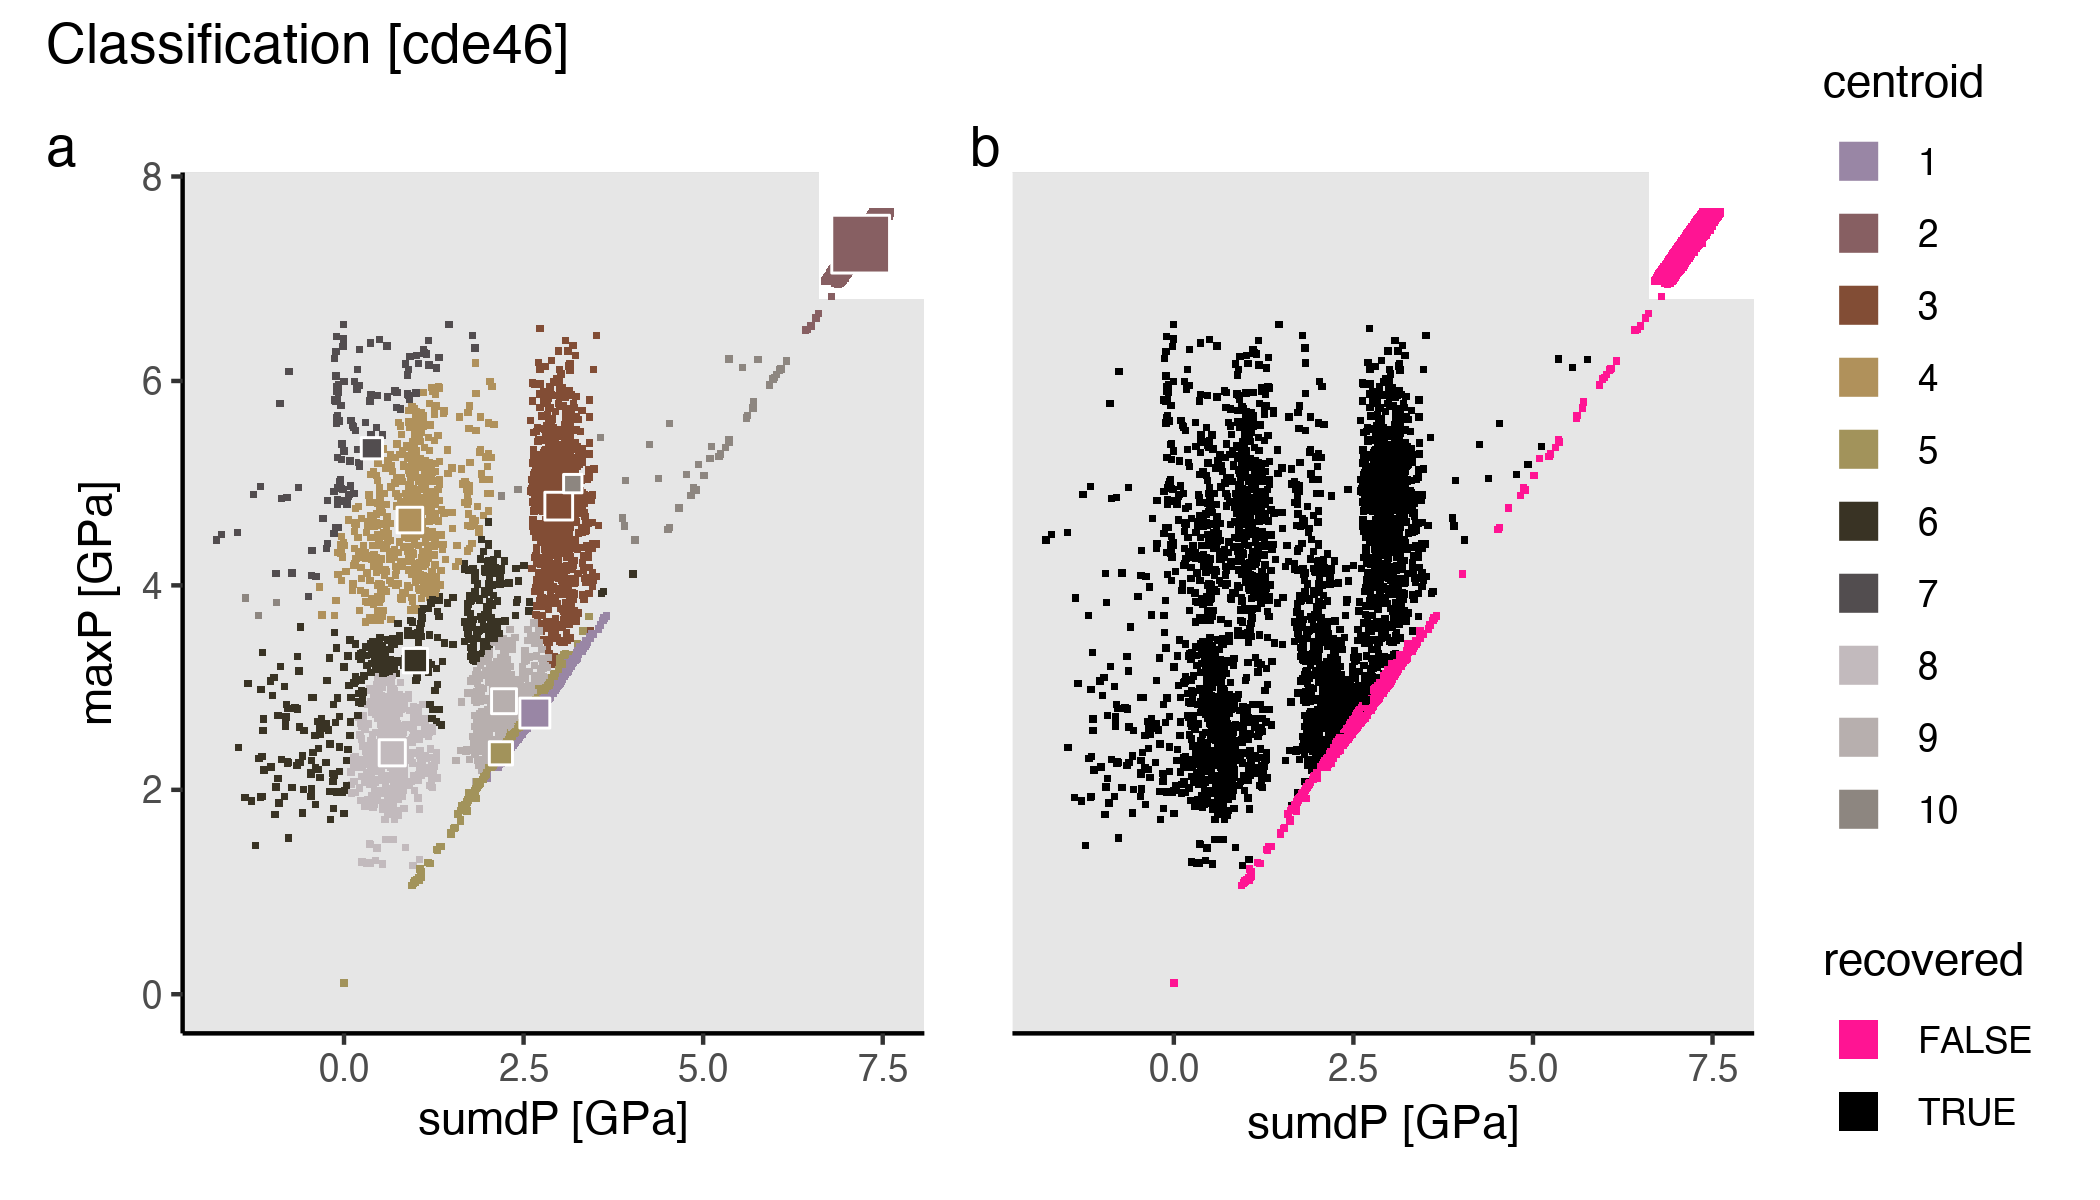 Classification [cde46]
a
b
maxP [GPa]
8
6
4
2
0
0.0 2.5 5.0 7.5
sumdP [GPa]
0.0 2.5 5.0 7.5
sumdP [GPa]
centroid
1
2
3
4
5
6
7
8
9
10
recovered
FALSE
TRUE